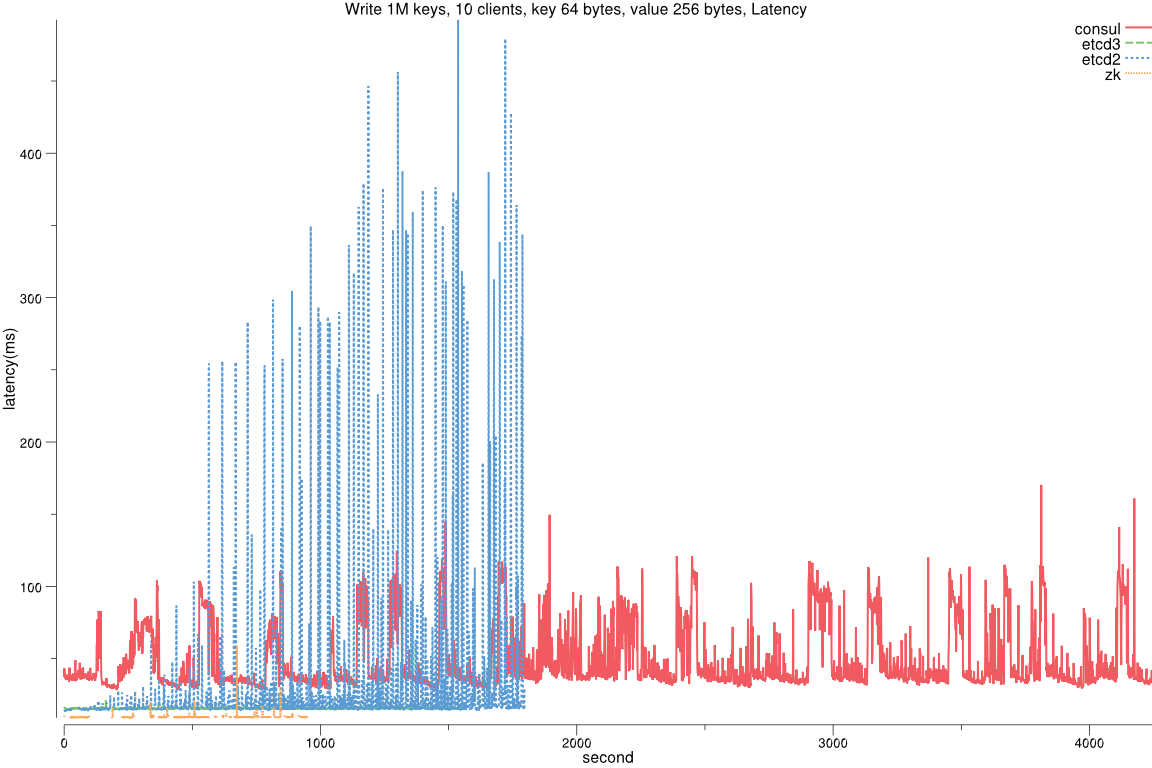 Write 1M keys, 10 clients, key 64 bytes, value 256 bytes, Latency
consul
etcd3
etcd2
zk
400
300
200
100
latency(ms)
0
1000
2000
3000
4000
second